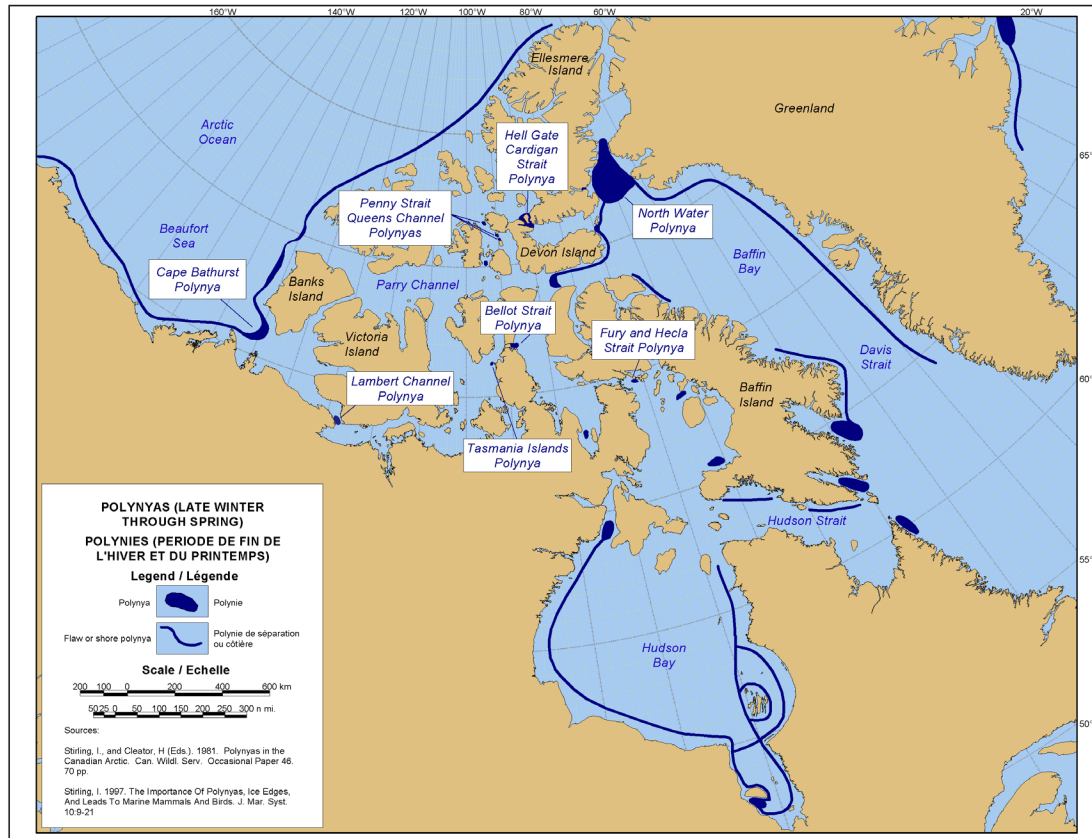 160°W
140°W
120°W
100°W
80°W
60°W
20°W
Ellesmere
Island
Greenland
Arctic
Ocean
Hell Gate
Cardigan
Strait
Polynya
65°
Penny Strait
Queens Channel
Polynyas
North Water
Polynya
Beaufort
Sea
Devon Island
Baffin
Bay
Cape Bathurst
Polynya
Banks
Island
Parry Channel
Bellot Strait
Polynya
Victoria
Island
Fury and Hecla
Strait Polynya
Davis
Strait
60°
Lambert Channel
Polynya
Baffin
Island
Tasmania Islands
Polynya
Hudson Strait
55°
Hudson
Bay
50°
POLYNYAS (LATE WINTER
THROUGH SPRING)
POLYNIES (PERIODE DE FIN DE
L'HIVER ET DU PRINTEMPS)
Legend / Légende
Polynya
Polynie
Flaw or shore polynya
Polynie de séparation
ou côtière
Scale / Echelle
200 100 0 200 400 600 km
5025 0 50 100 150 200 250 300 n mi.
Sources:
Stirling, I., and Cleator, H (Eds.). 1981. Polynyas in the
Canadian Arctic. Can. Wildl. Serv. Occasional Paper 46.
70 pp.
Stirling, I. 1997. The Importance Of Polynyas, Ice Edges,
And Leads To Marine Mammals And Birds. J. Mar. Syst.
10:9-21